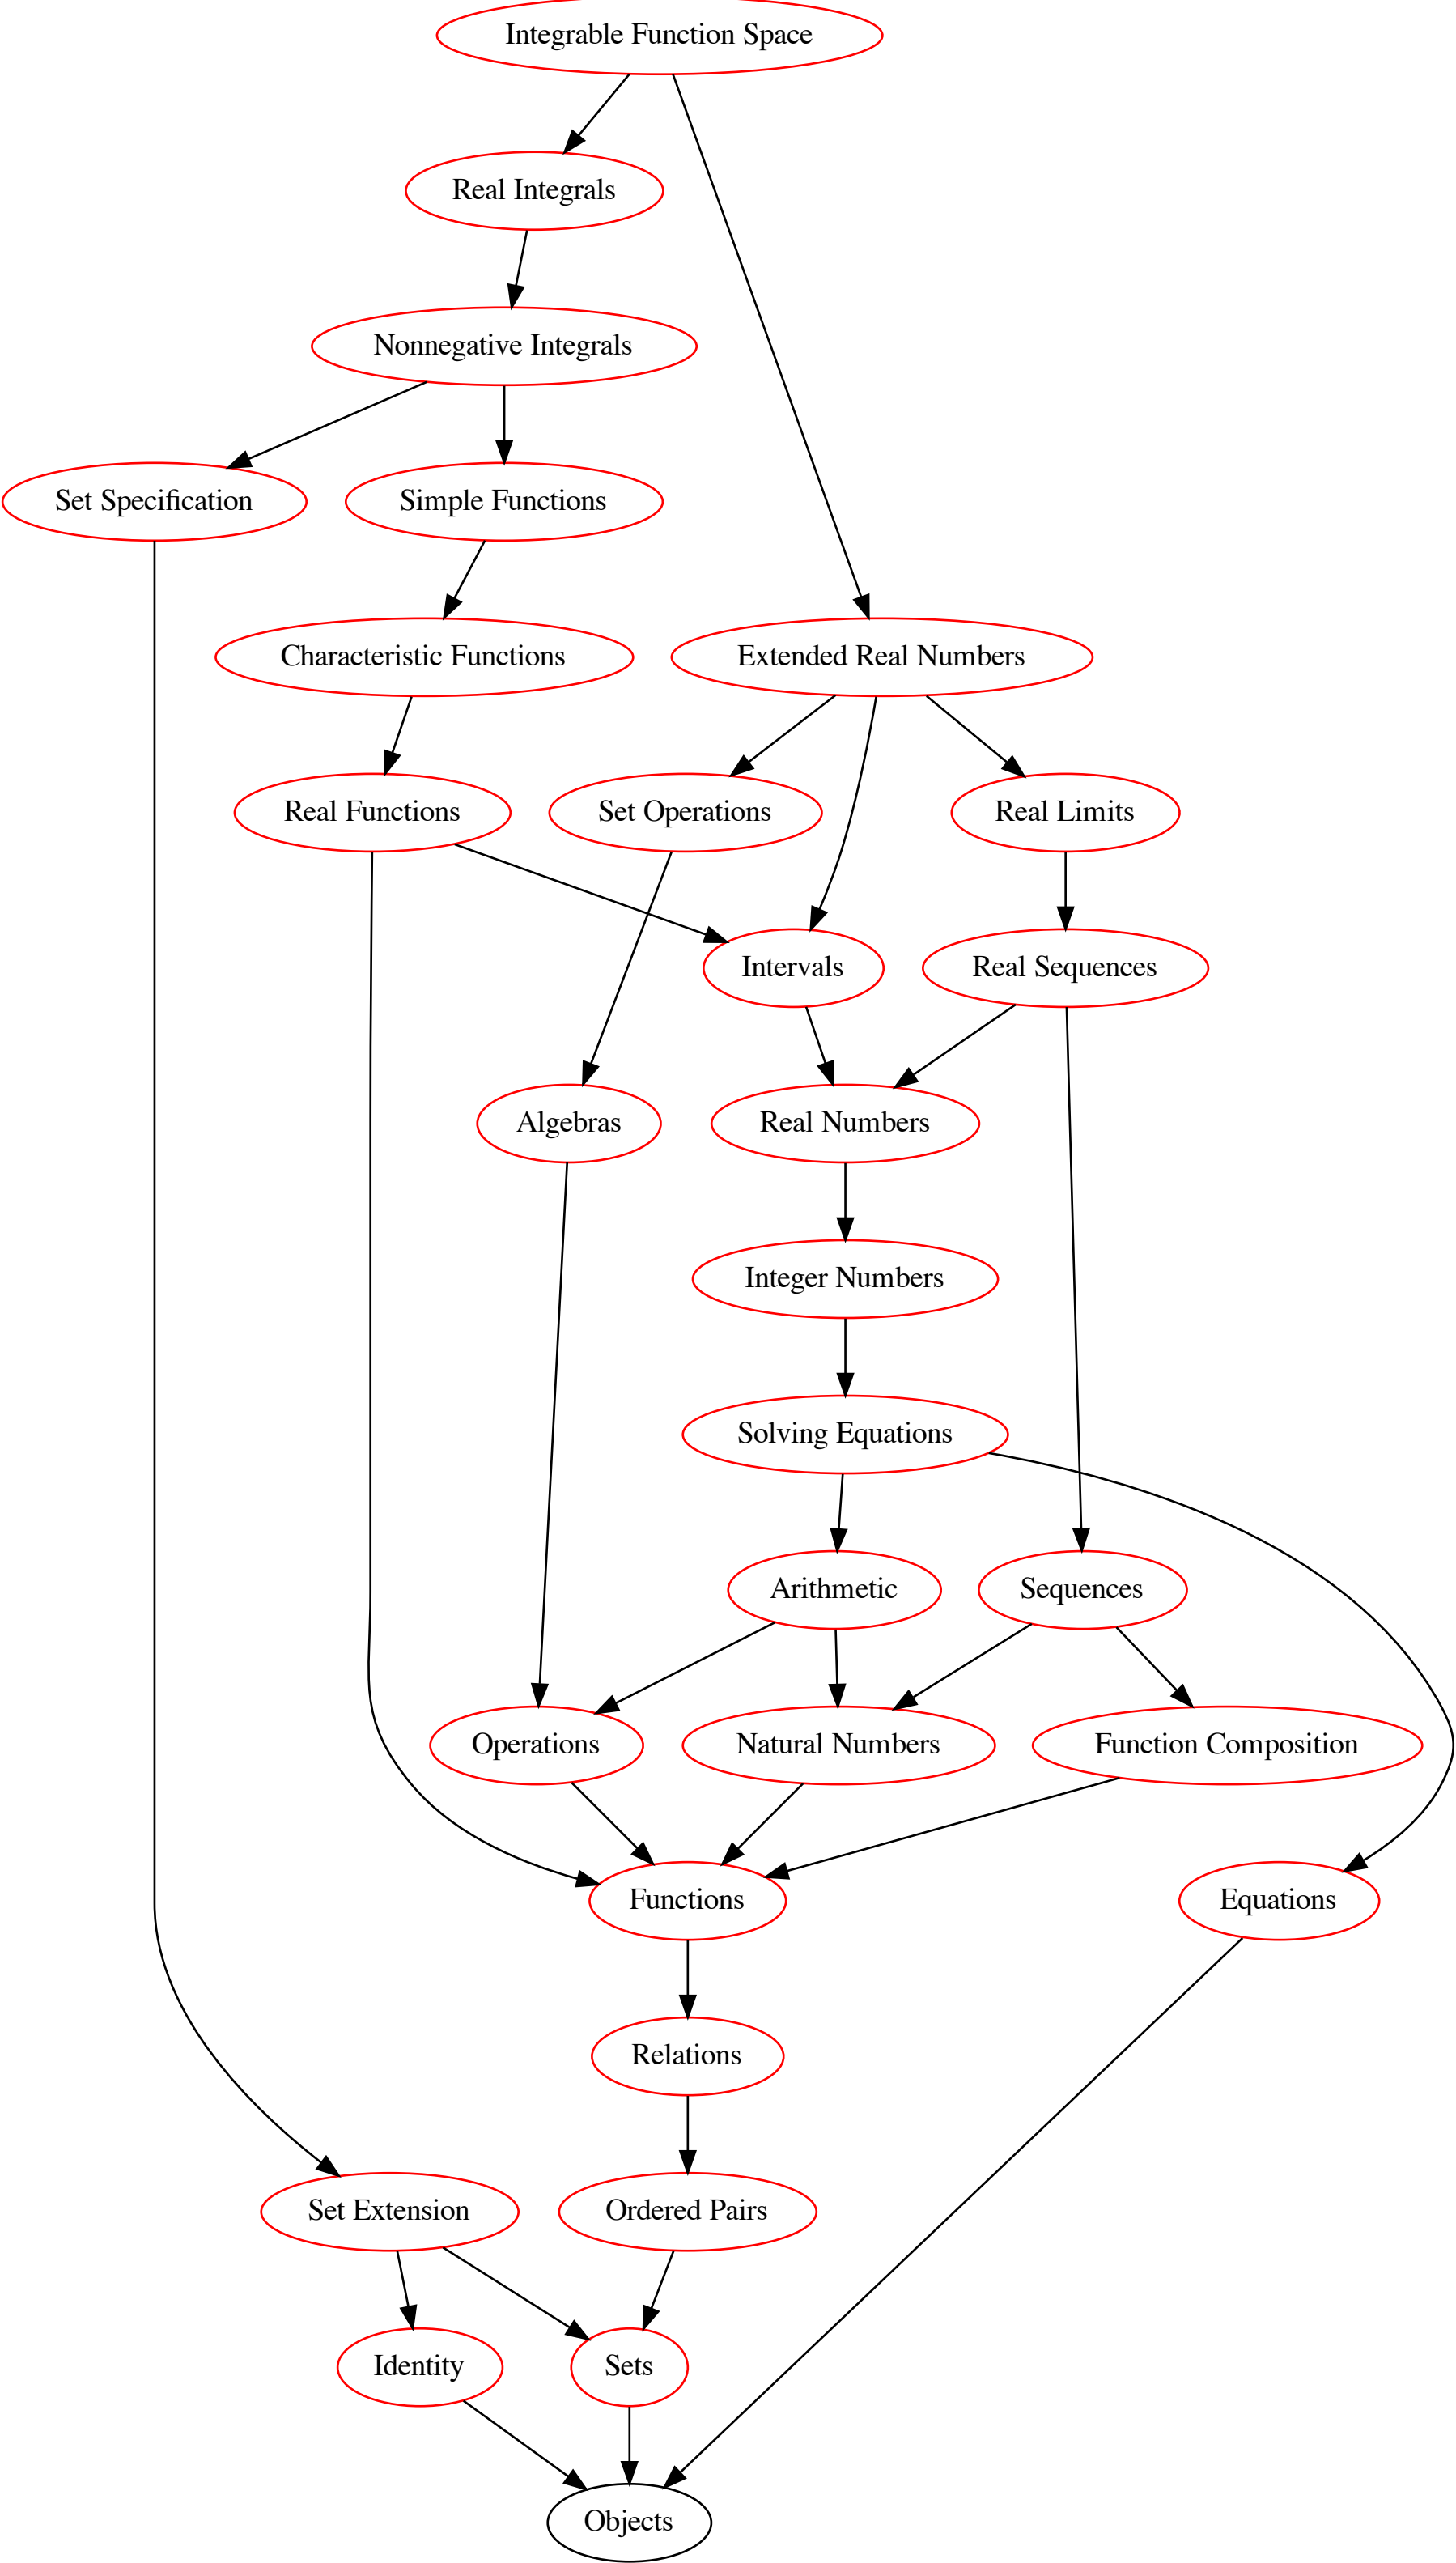 Integrable Function Space
Real Integrals
Nonnegative Integrals
Set Specification
Simple Functions
Characteristic Functions
Extended Real Numbers
Real Functions
Set Operations
Real Limits
Intervals
Real Sequences
Algebras
Real Numbers
Integer Numbers
Solving Equations
Arithmetic
Sequences
Operations
Natural Numbers
Function Composition
Functions
Equations
Relations
Set Extension
Ordered Pairs
Identity
Sets
Objects